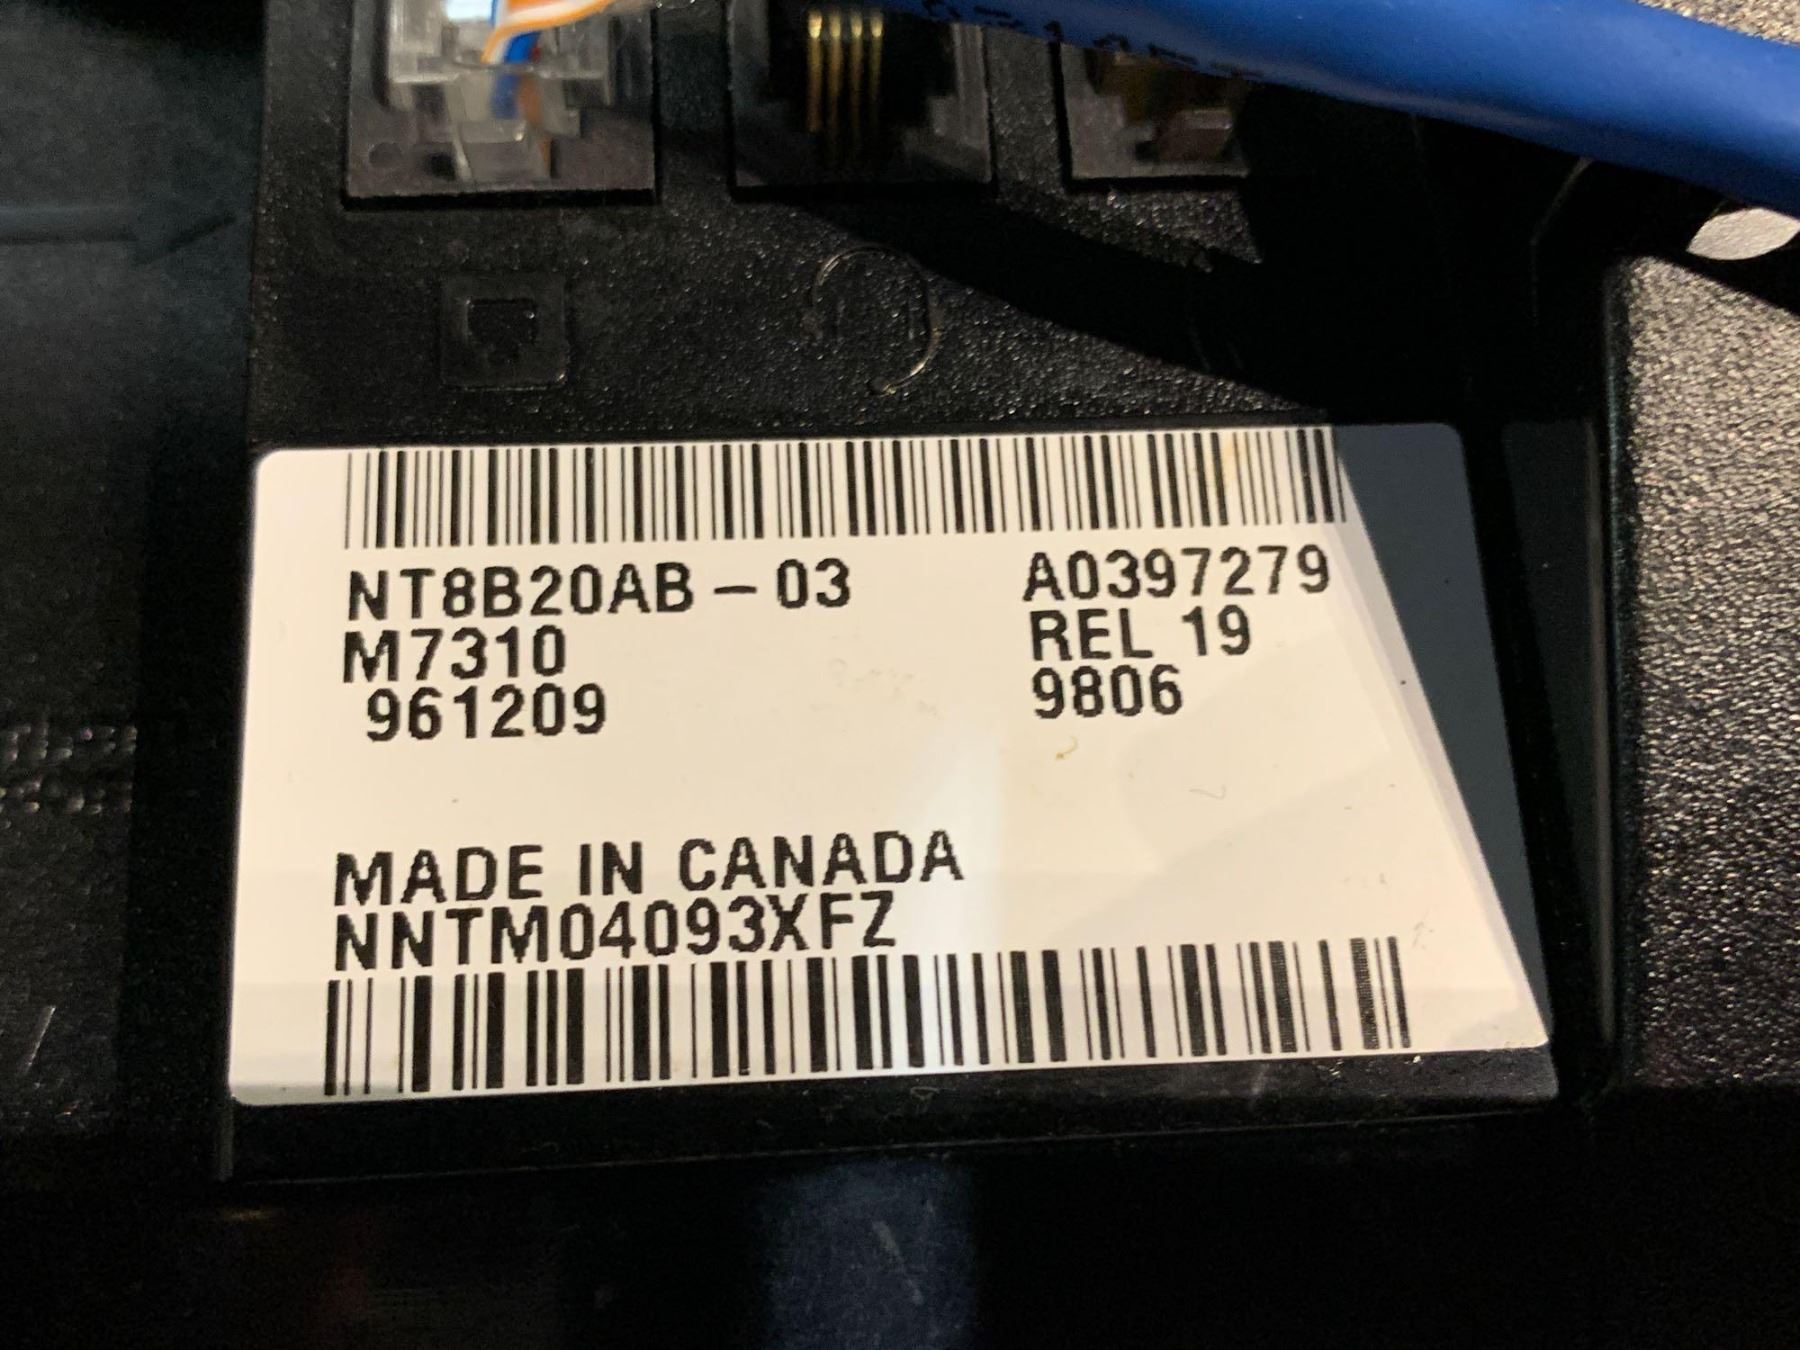 NT8B20AB-03 A0397279
M7310 REL 19
961209 9806
MADE IN CANADA
NNTM04093XFZ